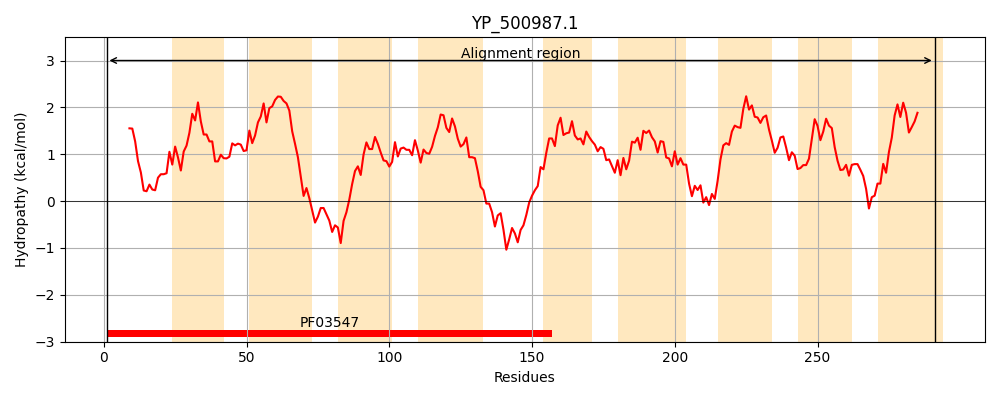 YP_500987.1
Alignment region
3
2
1
0
−1
−2
−3
Hydropathy (kcal/mol)
PF03547
0
50
100
150
200
250
Residues